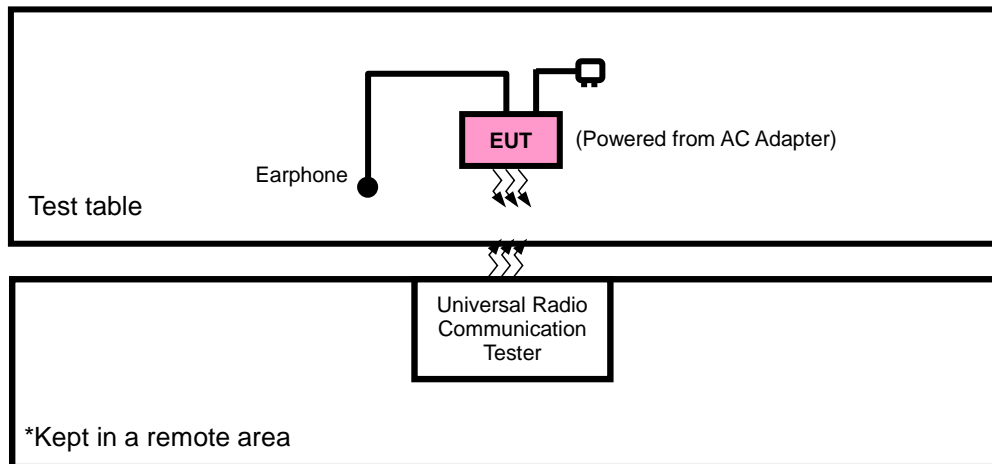 EUT
(Powered from AC Adapter)
Earphone
Test table
Universal Radio
Communication
Tester
*Kept in a remote area